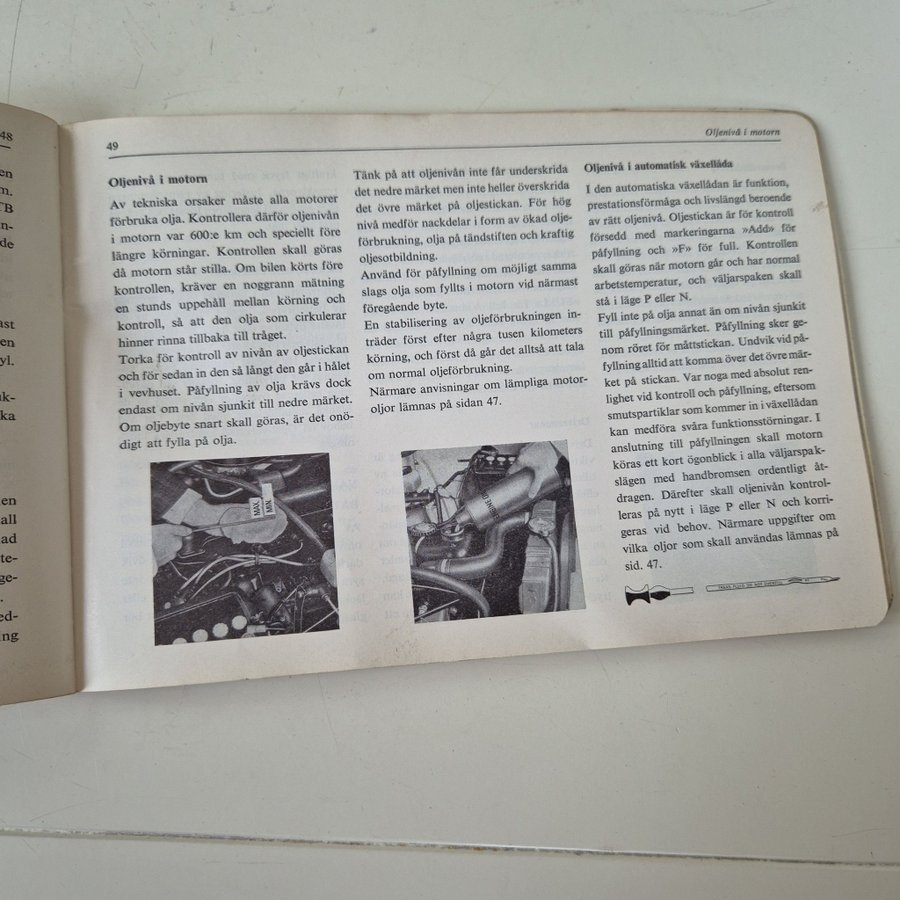 48
en
m.
TB
n-
de
ast
en
yl.
k-
ka
en
all
ad
te-
ge-
.
ed-
ing
49
Oljenivå i motorn
Oljenivå i motorn
Av tekniska orsaker måste alla motorer
förbruka olja. Kontrollera därför oljenivån
i motorn var 600:e km och speciellt före
längre körningar. Kontrollen skall göras
då motorn står stilla. Om bilen körts före
kontrollen, kräver en noggrann mätning
en stunds uppehåll mellan körning och
kontroll, så att den olja som cirkulerar
hinner rinna tillbaka till tråget.
Torka för kontroll av nivån av oljestickan
och för sedan in den så långt den går i hålet
i vevhuset. Påfyllning av olja krävs dock
endast om nivån sjunkit till nedre märket.
Om oljebyte snart skall göras, är det onö-
digt att fylla på olja.
MAX
MIN
Tänk på att oljenivån inte får underskrida
det nedre märket men inte heller överskrida
det övre märket på oljestickan. För hög
nivå medför nackdelar i form av ökad olje-
förbrukning, olja på tändstiften och kraftig
oljesotbildning.
Använd för påfyllning om möjligt samma
slags olja som fyllts i motorn vid närmast
föregående byte.
En stabilisering av oljeförbrukningen in-
träder först efter några tusen kilometers
körning, och först då går det alltså att tala
om normal oljeförbrukning.
Närmare anvisningar om lämpliga motor-
oljor lämnas på sidan 47.
Oljenivå i automatisk växellåda
I den automatiska växellådan är funktion,
prestationsförmåga och livslängd beroende
av rätt oljenivå. Oljestickan är för kontroll
försedd med markeringarna »Add» för
påfyllning och »F» för full. Kontrollen
skall göras när motorn går och har normal
arbetstemperatur, och väljarspaken skall
stå i läge P eller N.
Fyll inte på olja annat än om nivån sjunkit
till påfyllningsmärket. Påfyllning sker ge-
nom röret för måttstickan. Undvik vid på-
fyllning alltid att komma över det övre mär-
ket på stickan. Var noga med absolut ren-
lighet vid kontroll och påfyllning, eftersom
smutspartiklar som kommer in i växellådan
kan medföra svåra funktionsstörningar. I
anslutning till påfyllningen skall motorn
köras ett kort ögonblick i alla väljarspak-
slägen med handbromsen ordentligt åt-
dragen. Därefter skall oljenivån kontrol-
leras på nytt i läge P eller N och korri-
geras vid behov. Närmare uppgifter om
vilka oljor som skall användas lämnas på
sid. 47.